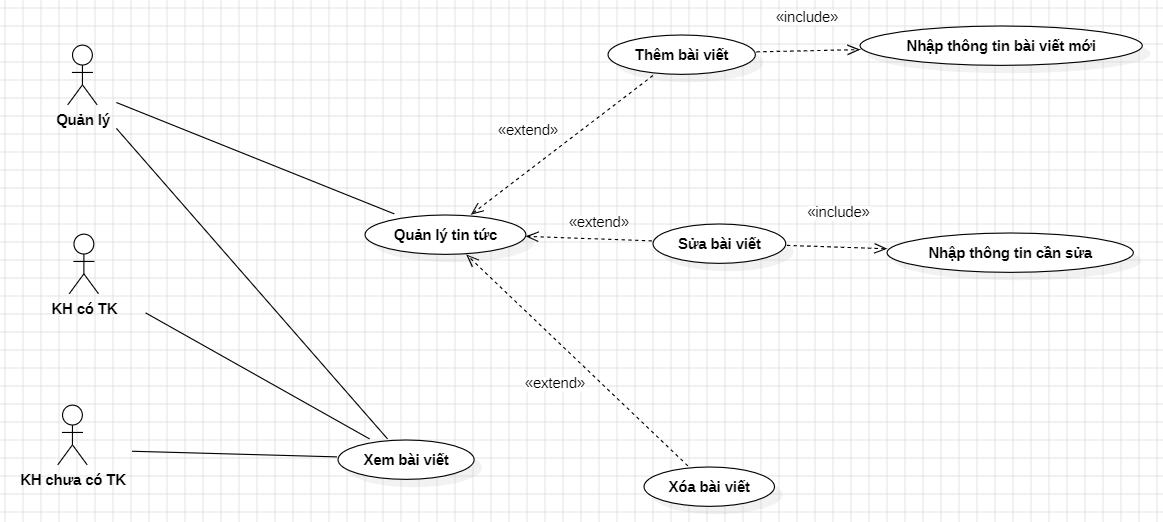 «include»
Thêm bài viết
Nhập thông tin bài viết mới
Quản lý
«extend»
«include»
«extend»
Quản lý tin tức
Sửa bài viết
Nhập thông tin cần sửa
KH có TK
«extend»
Xem bài viết
KH chưa có TK
Xóa bài viết